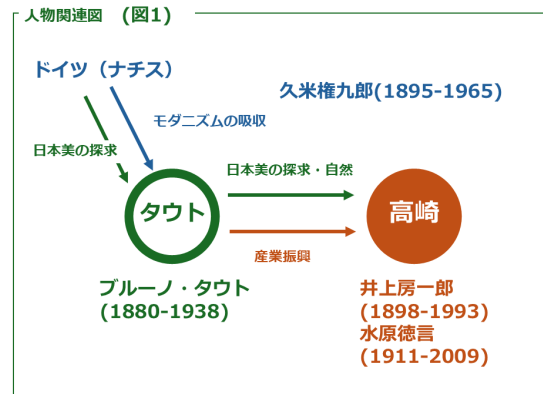 人物関連図 (図1)
ドイツ（ナチス）
久米権九郎(1895-1965)
モダニズムの吸収
日本美の探求
日本美の探求・自然
タウト
高崎
産業振興
ブルーノ・タウト
(1880-1938)
井上房一郎
(1898-1993)
水原徳言
(1911-2009)